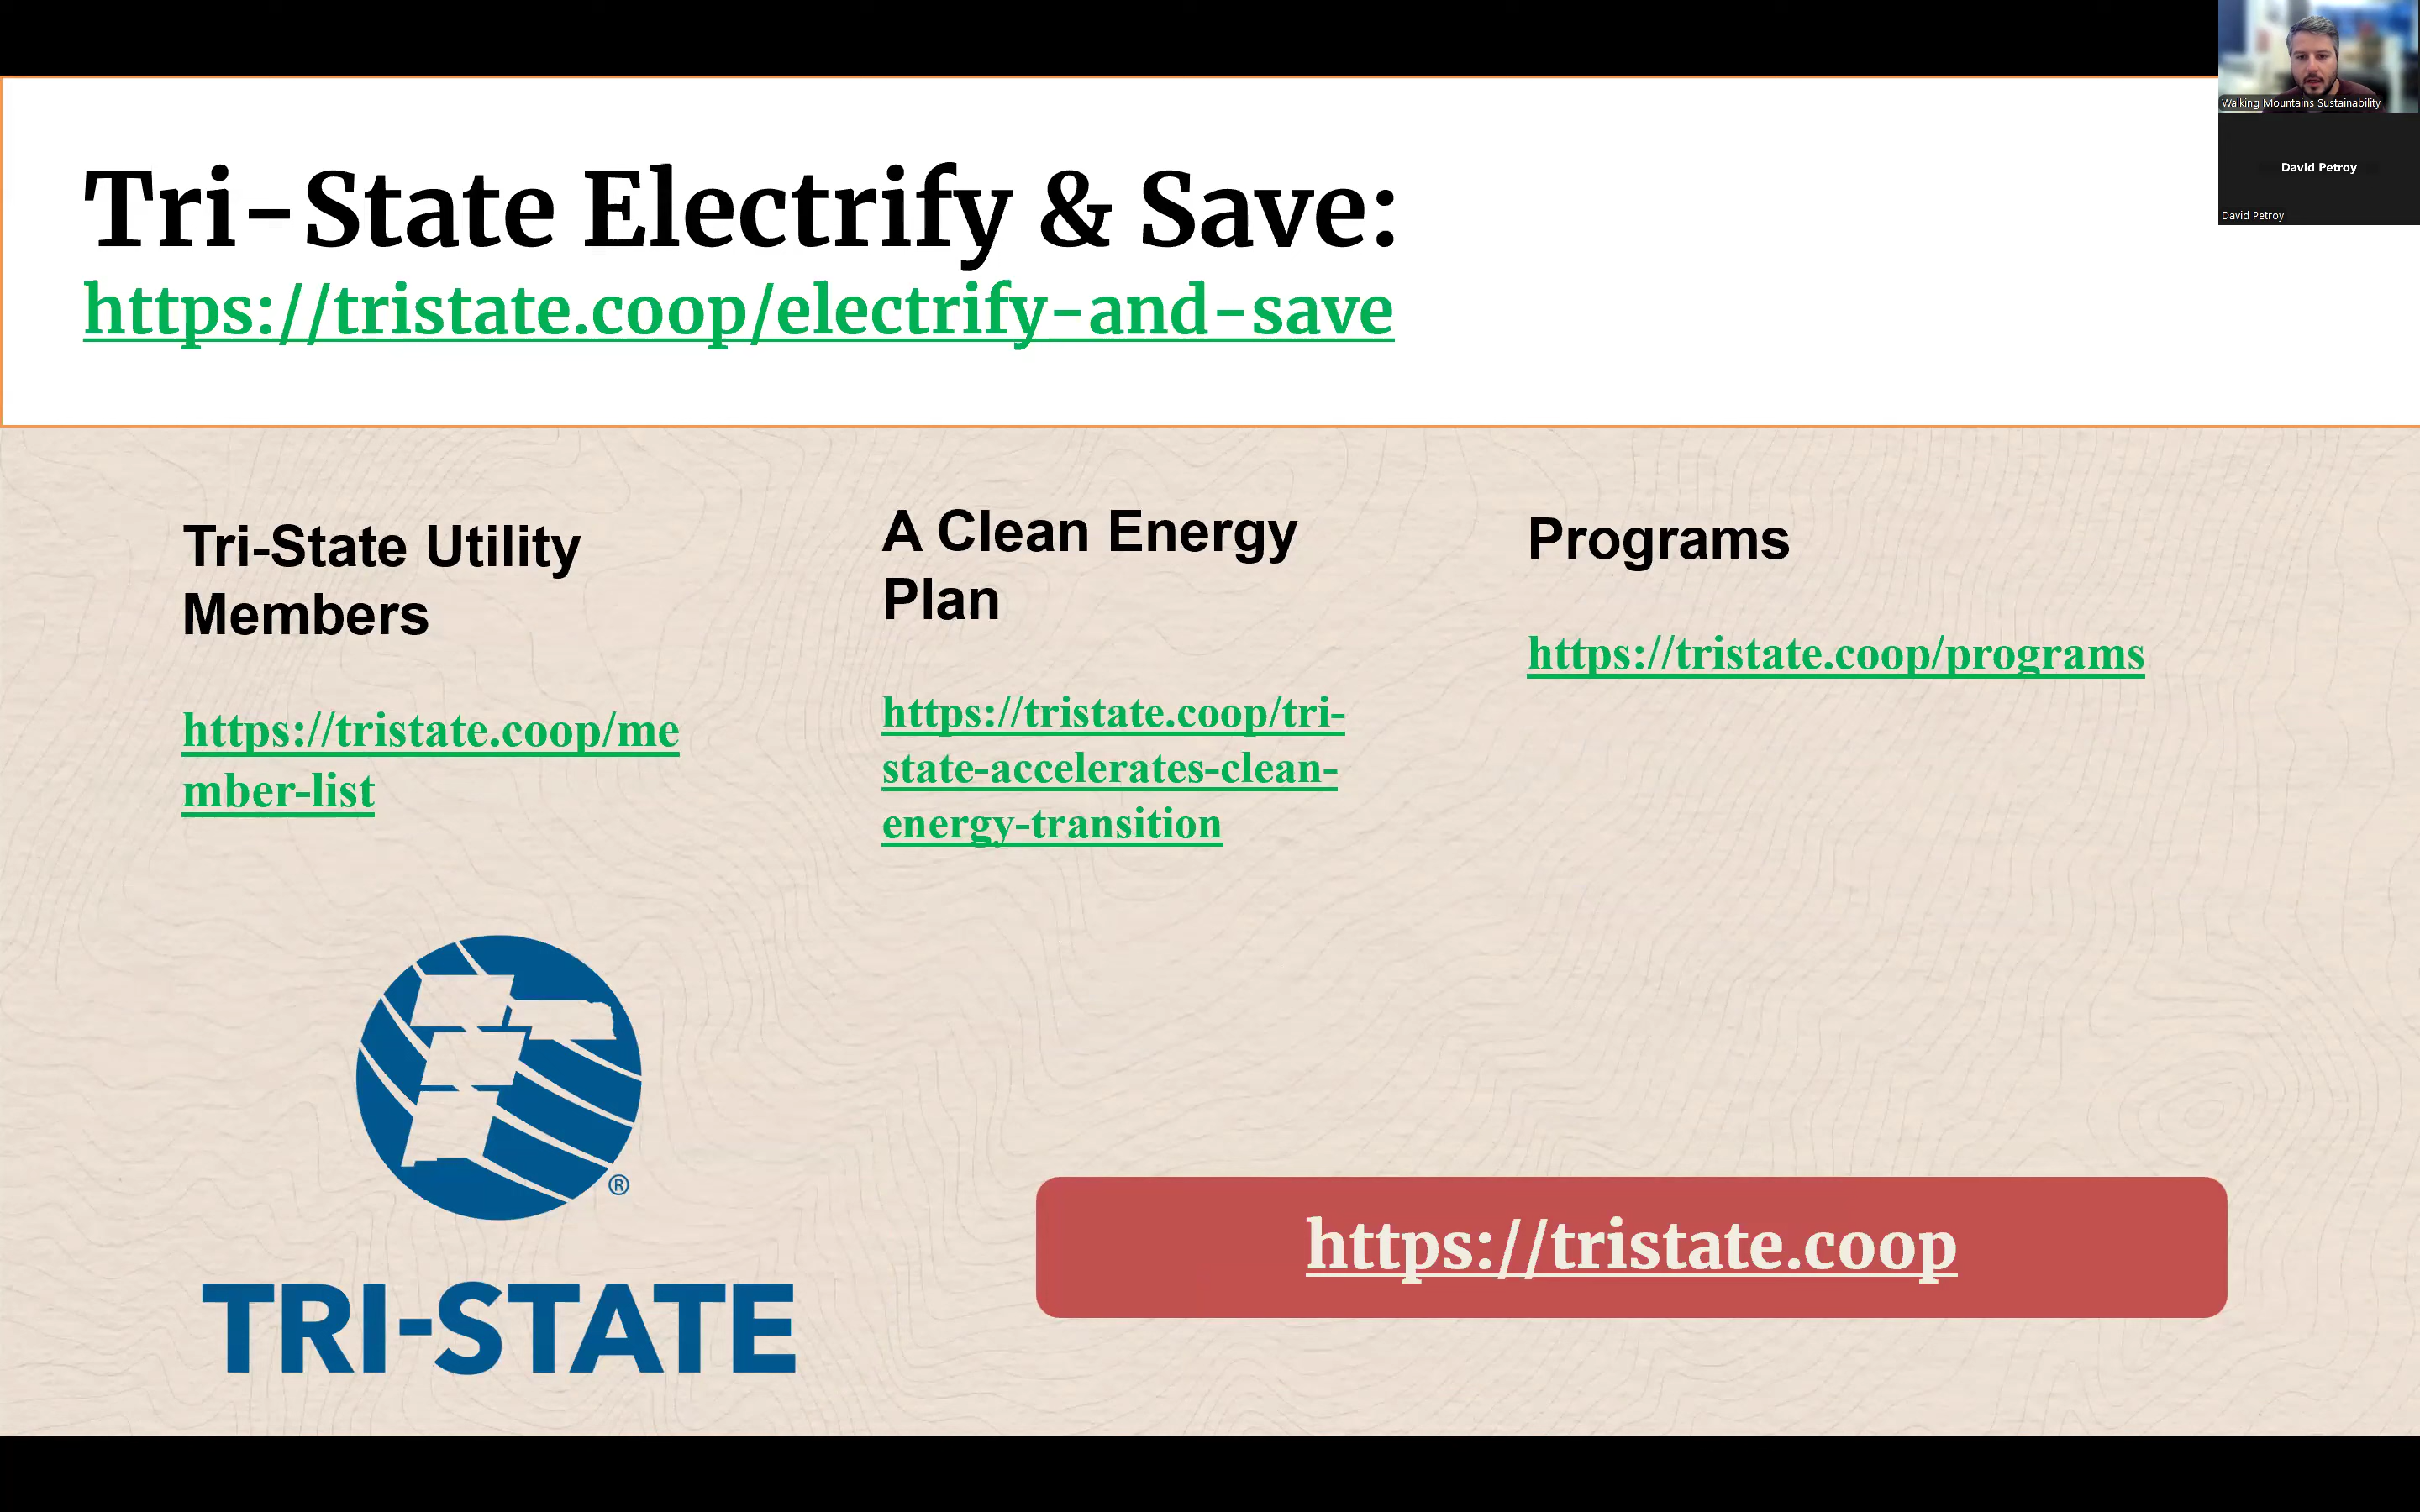 Tri-State Electrify & Save:
https://tristate.coop/electrify-and-save
Walking Mountains Sustainability
David Petroy
David Petroy
Tri-State Utility
Members
https://tristate.coop/me
mber-list
A Clean Energy
Plan
https://tristate.coop/tri-
state-accelerates-clean-
energy-transition
Programs
https://tristate.coop/programs
®
TRI-STATE
https://tristate.coop